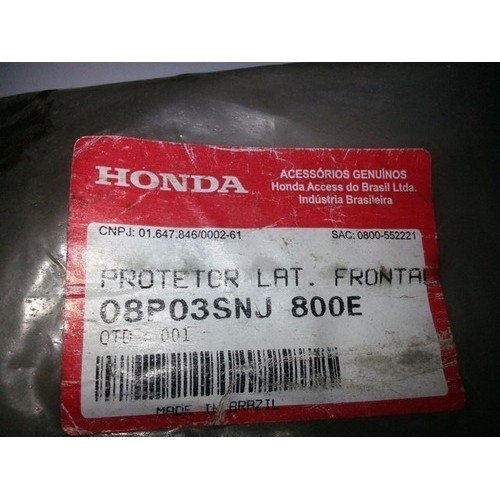 HONDA
ACESSÓRIOS GENUÍNOS
Honda Access do Brasil Ltda.
Indústria Brasileira
CNPJ: 01.647.846/0002-61
SAC: 0800-552221
PROTETOR LAT. FRONTAL
08P03SNJ 800E
QTD 001
MADE IN BRAZIL